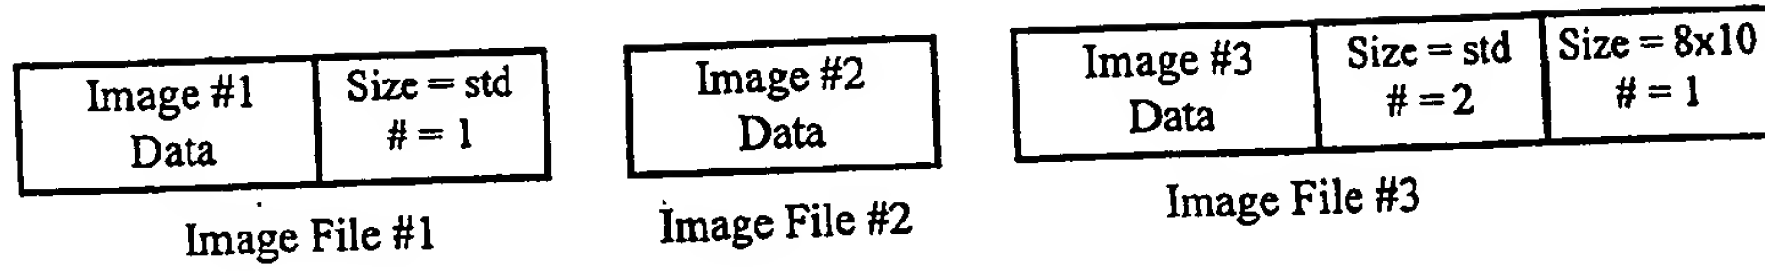 Image #1
Data
Size = std
# = 1
Image File #1
Image #2
Data
Image File #2
Image #3
Data
Size = std
# = 2
Size = 8x10
# = 1
Image File #3